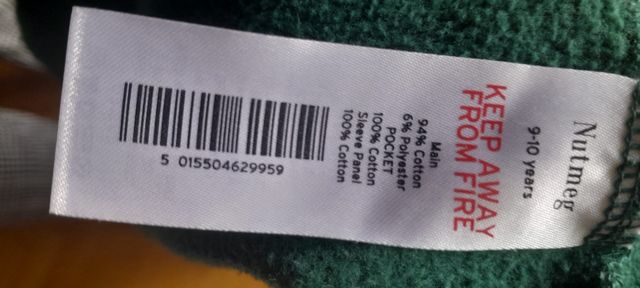 Nutmeg
9-10 years
KEEP AWAY
FROM FIRE
Main
94% Cotton
6% Polyester
POCKET
100% Cotton
Sleeve Panel
100% Cotton
5 015504629959